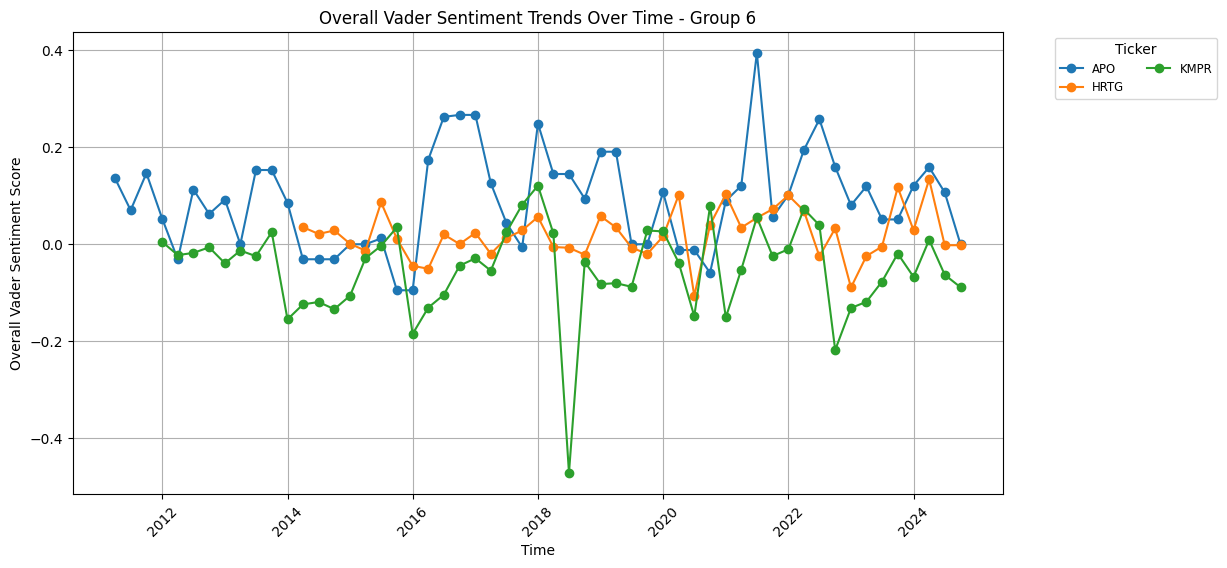 Overall Vader Sentiment Trends Over Time - Group 6
Ticker
APO
HRTG
KMPR
Overall Vader Sentiment Score
0.4
0.2
0.0
−0.2
−0.4
2012
2014
2016
2018
2020
2022
2024
Time